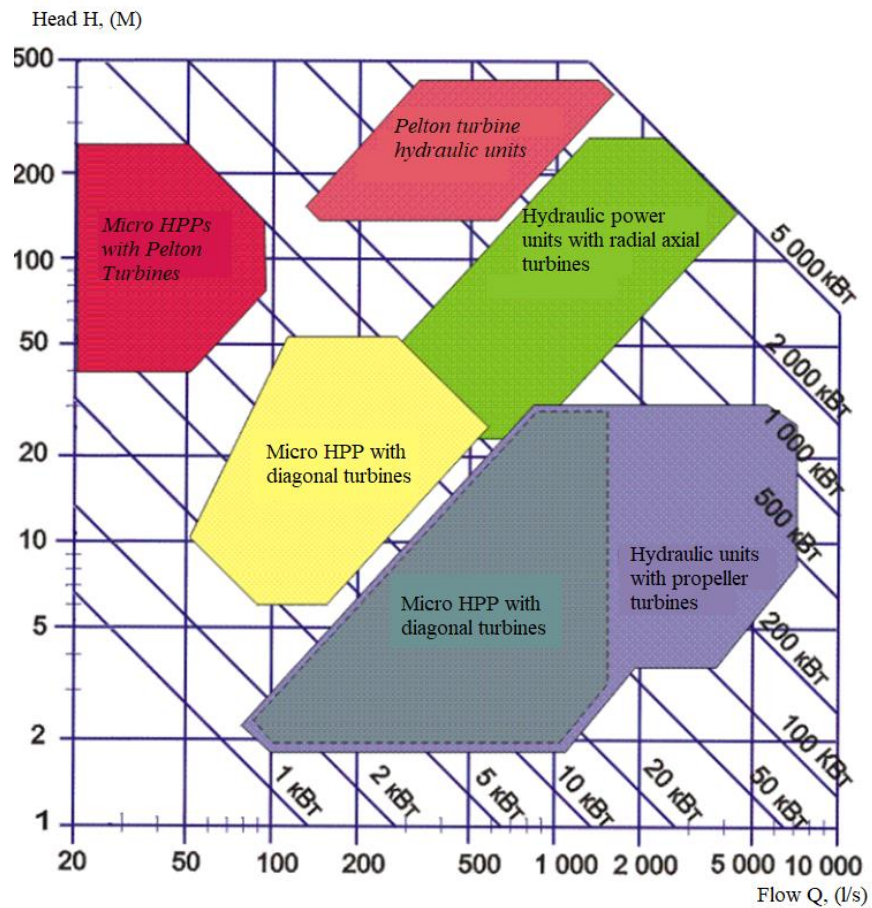 Head H, (M)
500
200
100
50
20
10
5
2
1
Pelton turbine
hydraulic units
Micro HPPs
with Pelton
Turbines
Hydraulic power
units with radial axial
turbines
Micro HPP with
diagonal turbines
Micro HPP with
diagonal turbines
Hydraulic units
with propeller
turbines
5 000 кВт
2 000 кВт
1 000 кВт
500 кВт
200 кВт
100 кВт
50 кВт
20 кВт
10 кВт
5 кВт
2 кВт
1 кВт
20 50 100 200 500 1 000 2 000 5 000 10 000
Flow Q, (l/s)